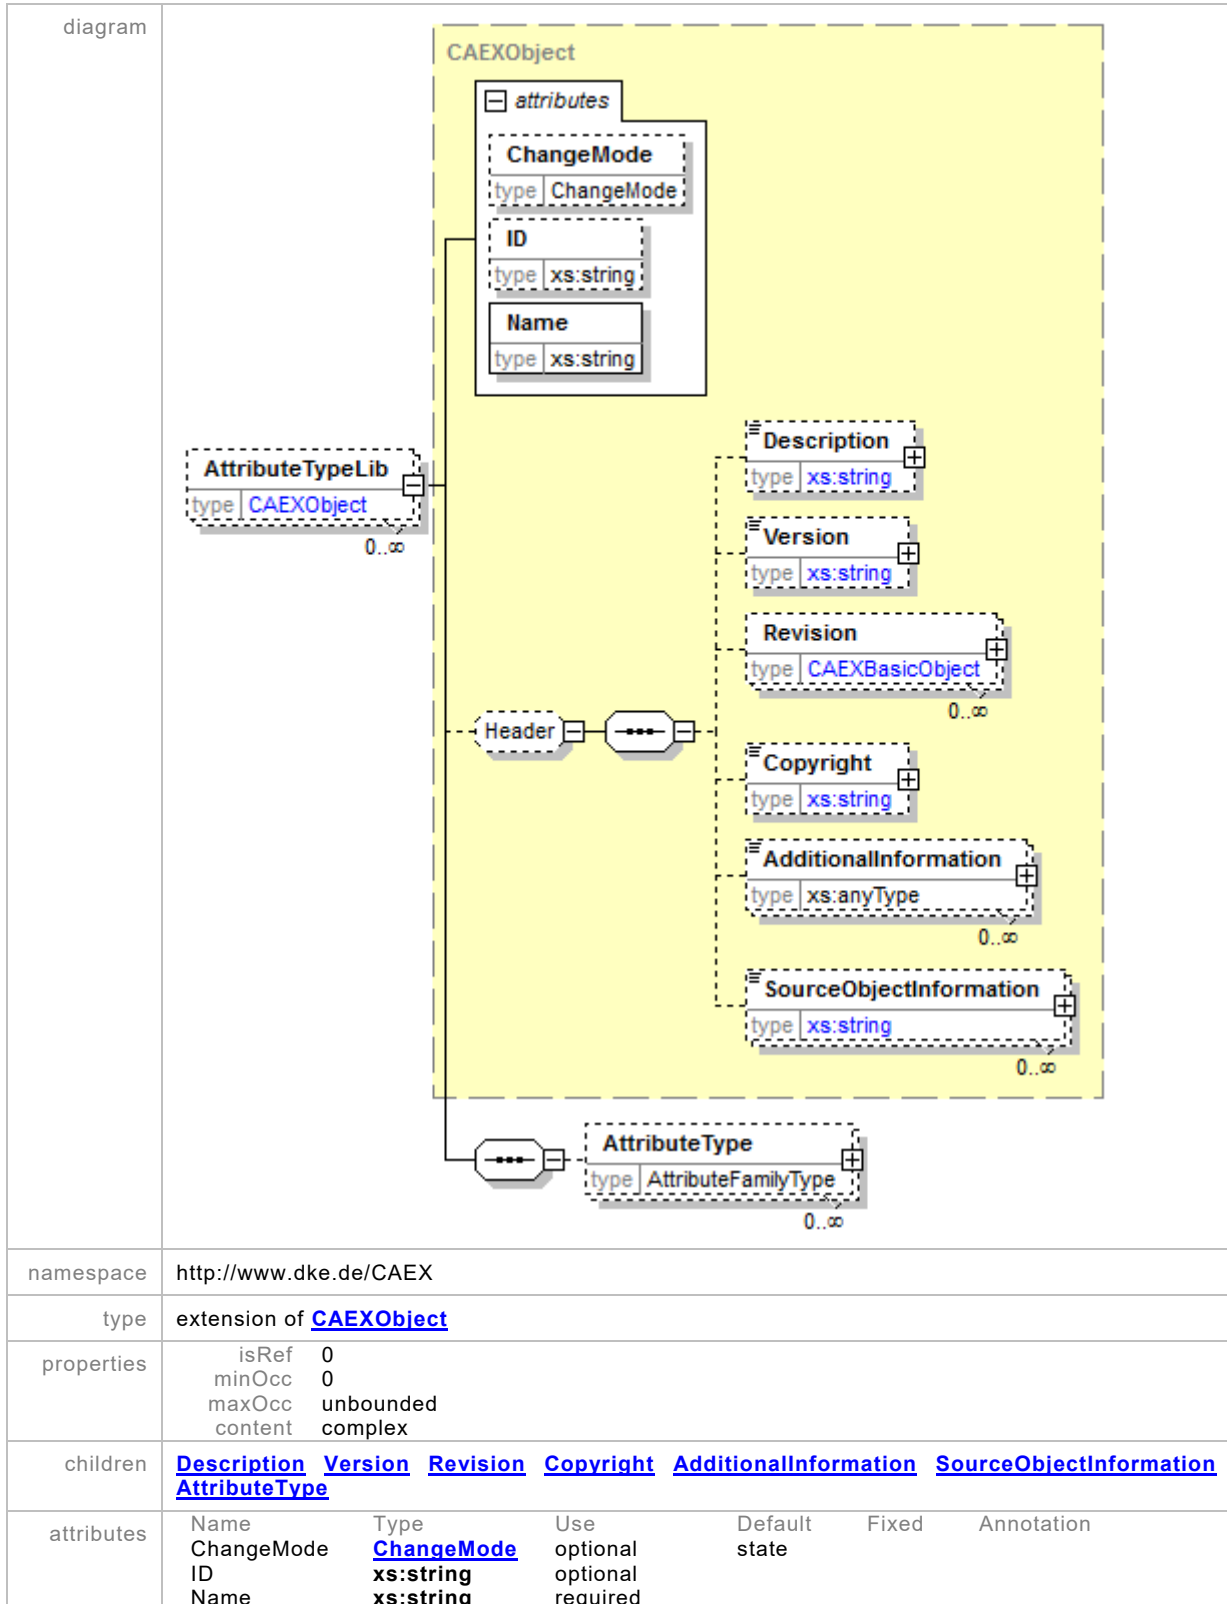 diagram
CAEXObject
attributes
ChangeMode
type ChangeMode
ID
type xs:string
Name
type xs:string
AttributeTypeLib
type CAEXObject
0..∞
Description
type xs:string
Version
type xs:string
Revision
type CAEXBasicObject
0..∞
Header
Copyright
type xs:string
AdditionalInformation
type xs:anyType
0..∞
SourceObjectInformation
type xs:string
0..∞
AttributeType
type AttributeFamilyType
0..∞
namespace http://www.dke.de/CAEX
type extension of CAEXObject
properties
isRef 0
minOcc 0
maxOcc unbounded
content complex
children Description Version Revision Copyright AdditionalInformation SourceObjectInformation
AttributeType
attributes Name Type Use Default Fixed Annotation
ChangeMode ChangeMode optional state
ID xs:string optional
Name xs:string required